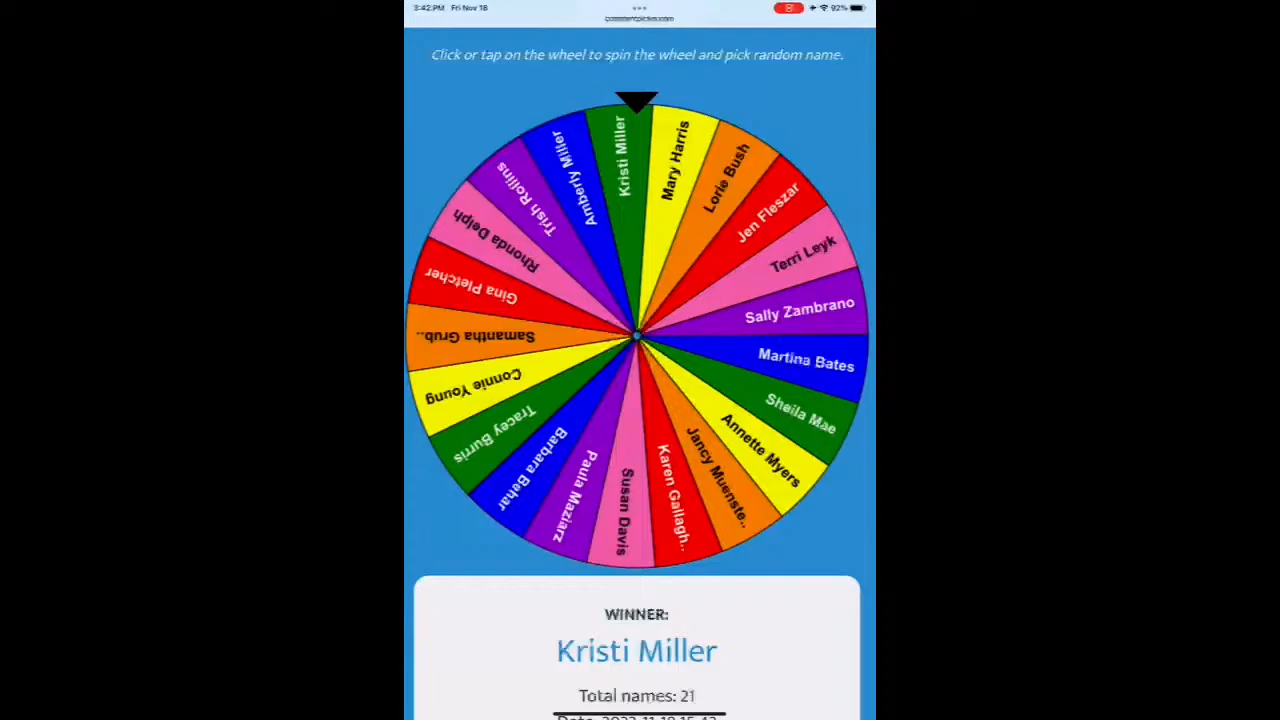 3:42 PM Fri Nov 18
92%
Click or tap on the wheel to spin the wheel and pick random name.
Kristi Miller
Mary Harris
Lorie Bush
Jen Fleszar
Terri Leyk
Sally Zambrano
Martina Bates
Sheila Mae
Annette Myers
Jancy Muenste..
Karen Gallagh..
Susan Davis
Paula Maziarz
Barbara Behar
Tracey Burris
Connie Young
Samantha Grub..
Gina Pletcher
Rhonda Delph
Trish Rollins
Amberly Miller
WINNER:
Kristi Miller
Total names: 21